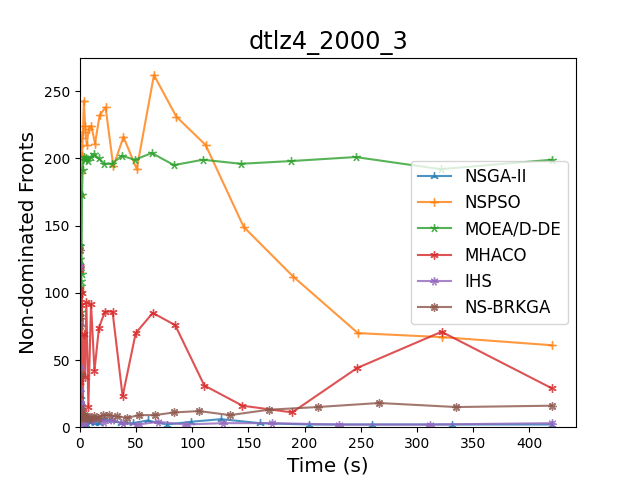 dtlz4_2000_3
Non-dominated Fronts
250
200
150
100
50
0
0
50
100
150
200
250
300
350
400
Time (s)
NSGA-II
NSPSO
MOEA/D-DE
MHACO
IHS
NS-BRKGA